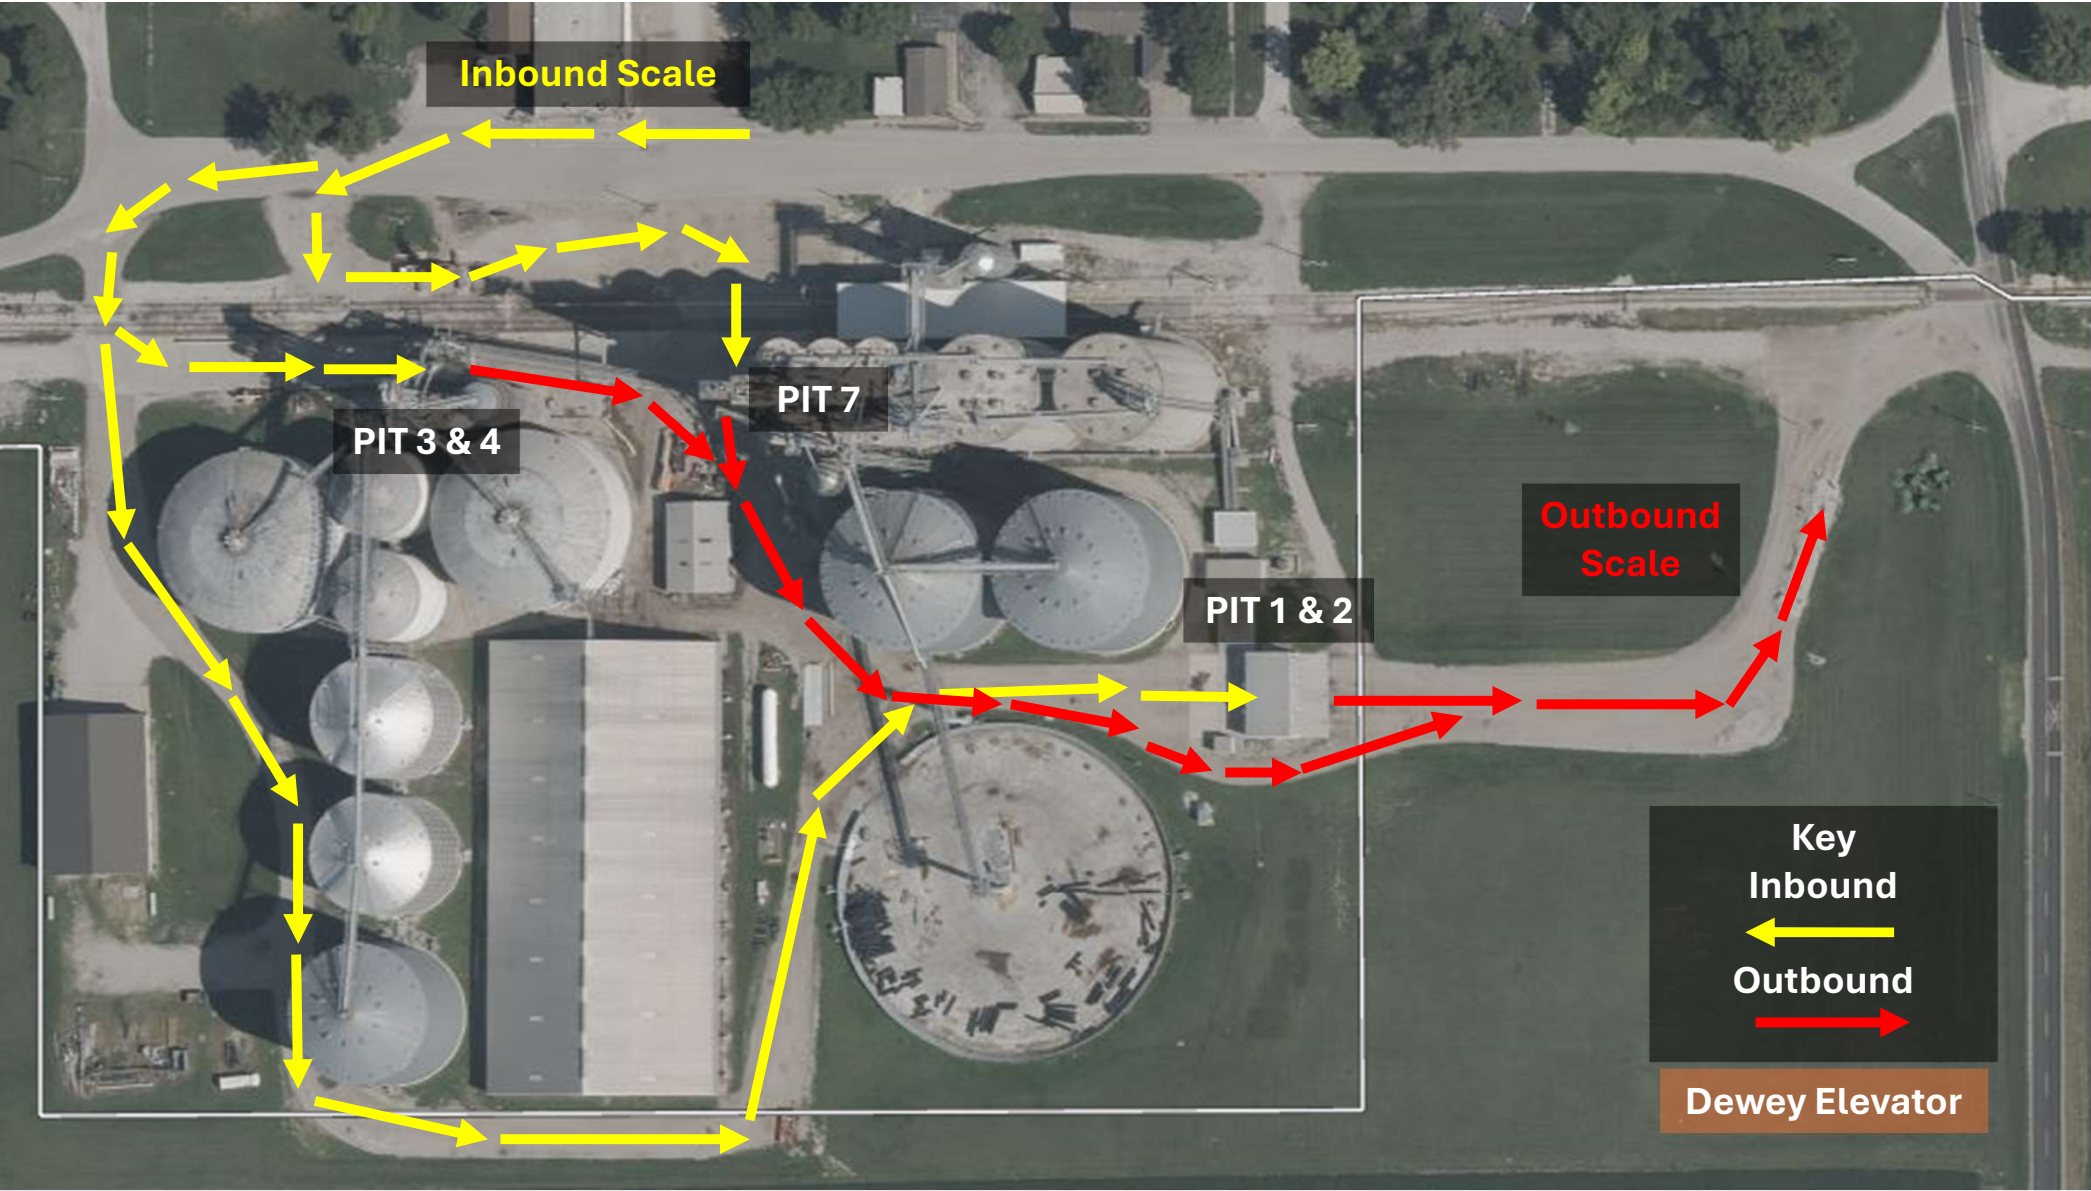 Inbound Scale
PIT 7
PIT 3 & 4
Outbound
Scale
PIT 1 & 2
Key
Inbound
Outbound
Dewey Elevator